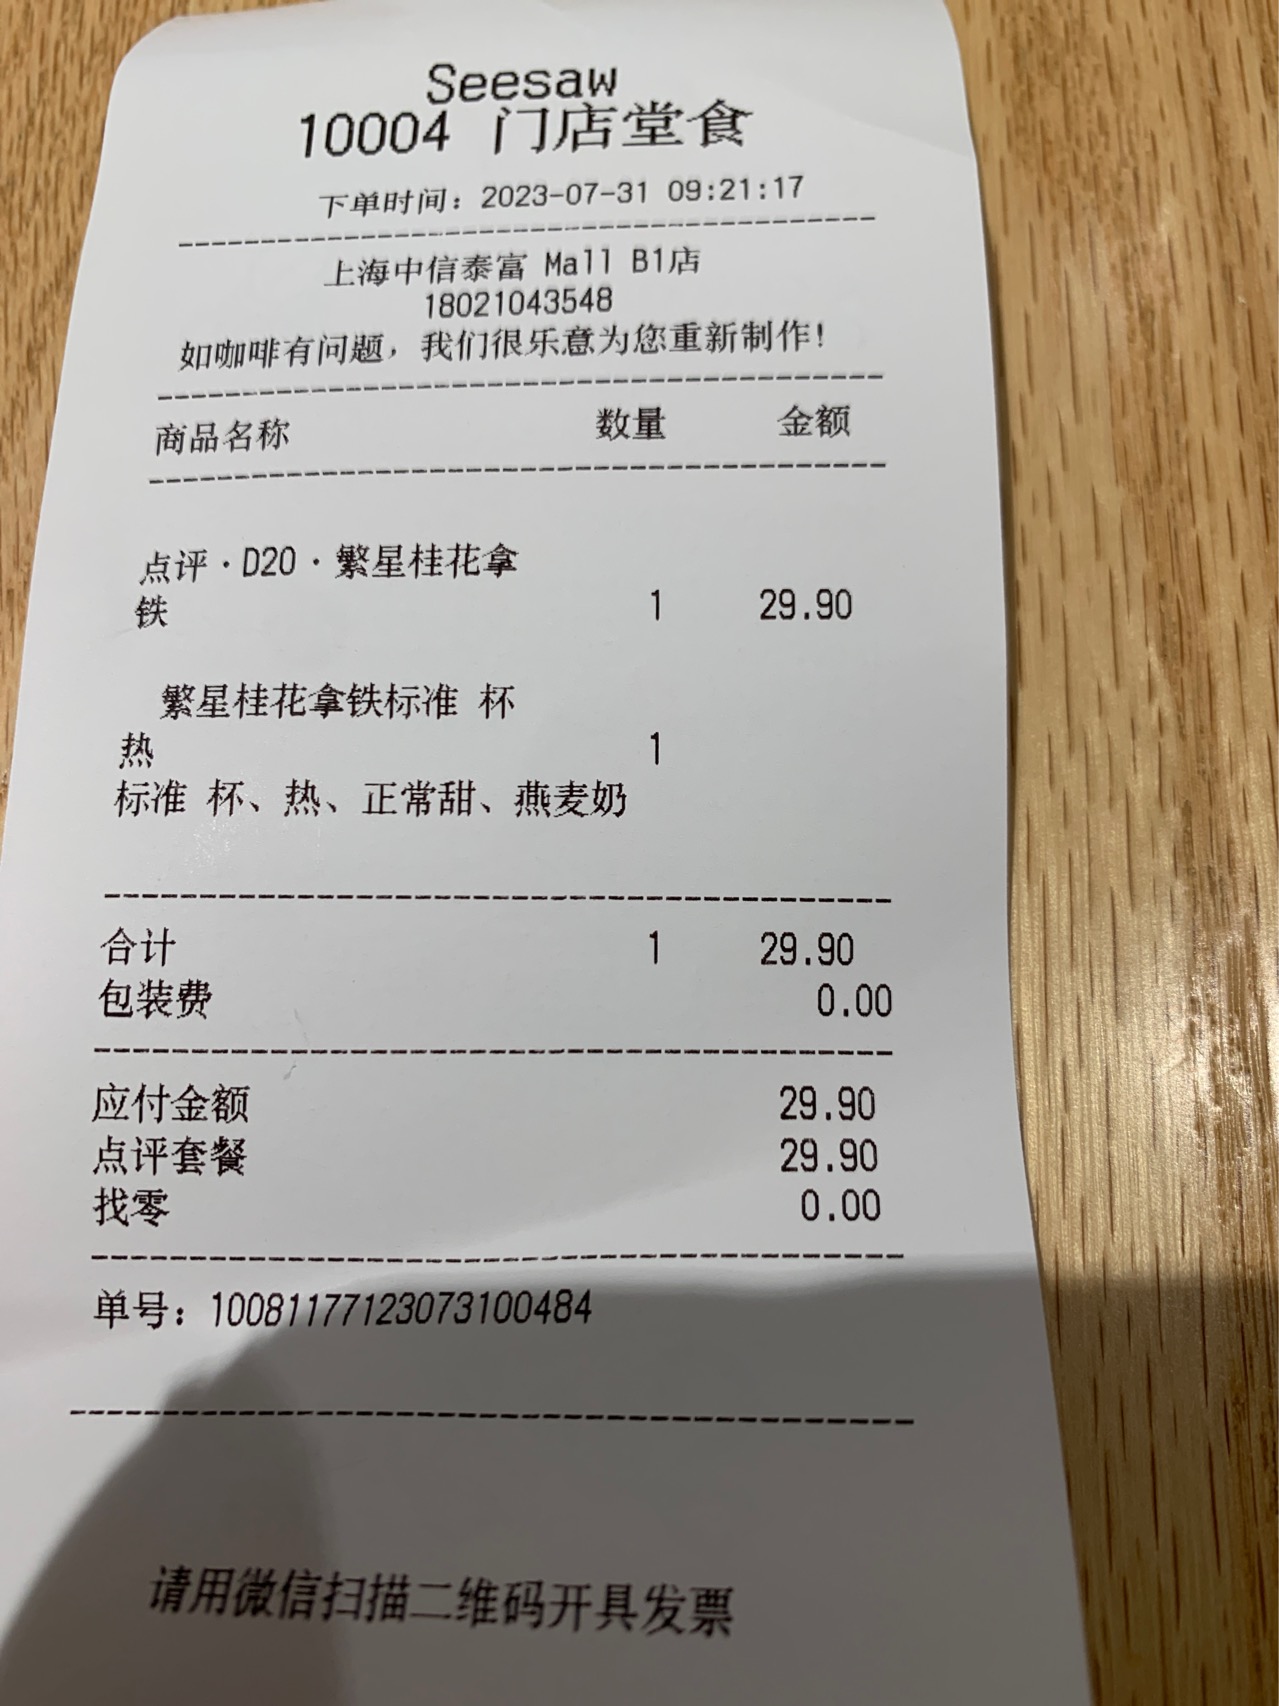 Seesaw
10004 门店堂食
下单时间：2023-07-31 09:21:17
上海中信泰富 Mall B1店
18021043548
如咖啡有问题，我们很乐意为您重新制作!
商品名称 数量 金额
点评·D20·繁星桂花拿
铁 1 29.90
繁星桂花拿铁标准 杯
热 1
标准 杯、热、正常甜、燕麦奶
合计 1 29.90
包装费 0.00
应付金额 29.90
点评套餐 29.90
找零 0.00
单号：10081177123073100484
请用微信扫描二维码开具发票